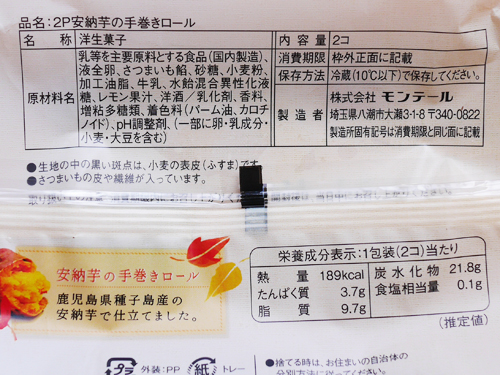 品名:2P安納芋の手巻きロール
名称 洋生菓子
原材料名 乳等を主要原料とする食品(国内製造)、
液全卵、さつまいも餡、砂糖、小麦粉、
加工油脂、牛乳、水飴混合異性化液
糖、レモン果汁、洋酒/乳化剤、香料、
増粘多糖類、着色料(パーム油、カロチ
ノイド)、pH調整剤、(一部に卵・乳成分・
小麦・大豆を含む)
内容量 2コ
消費期限 枠外正面に記載
保存方法 冷蔵(10℃以下)で保存してください。
製造者 株式会社 モンテール
埼玉県八潮市大瀬3-1-8 〒340-0822
製造所固有記号は消費期限と同じ面に記載
●生地の中の黒い斑点は、小麦の表皮(ふすま)です。
●さつまいもの皮や繊維が入っています。
安納芋の手巻きロール
鹿児島県種子島産の
安納芋で仕立てました。
栄養成分表示:1包装(2コ)当たり
熱量 189kcal 炭水化物 21.8g
たんぱく質 3.7g 食塩相当量 0.1g
脂質 9.7g
(推定値)
プラ 外装:PP 紙 トレー
●捨てる時は、お住まいの自治体の
分別方法に従ってください。